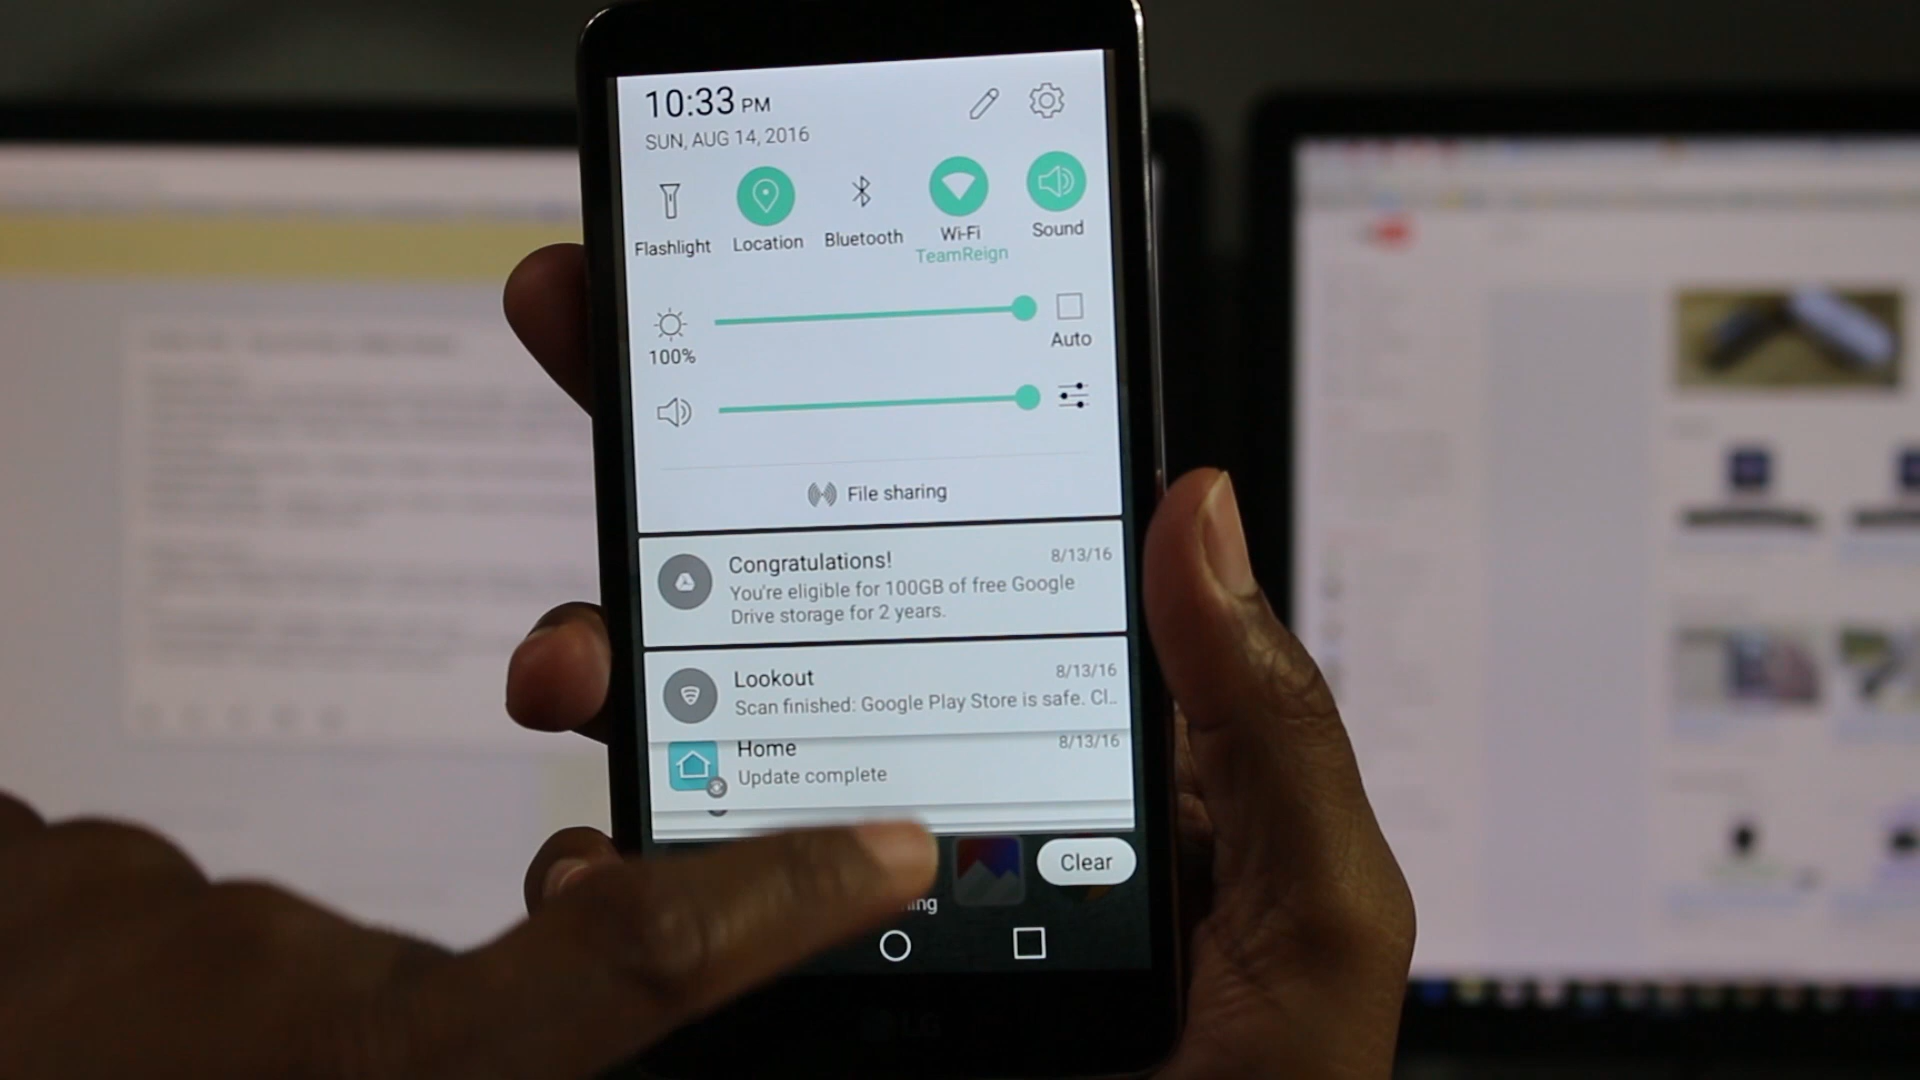 10:33 PM
SUN, AUG 14, 2016
Flashlight
Location
Bluetooth
Wi-Fi
TeamReign
Sound
100%
Auto
File sharing
Congratulations!
8/13/16
You're eligible for 100GB of free Google
Drive storage for 2 years.
Lookout
8/13/16
Scan finished: Google Play Store is safe. Cl...
Home
8/13/16
Update complete
Clear
LG